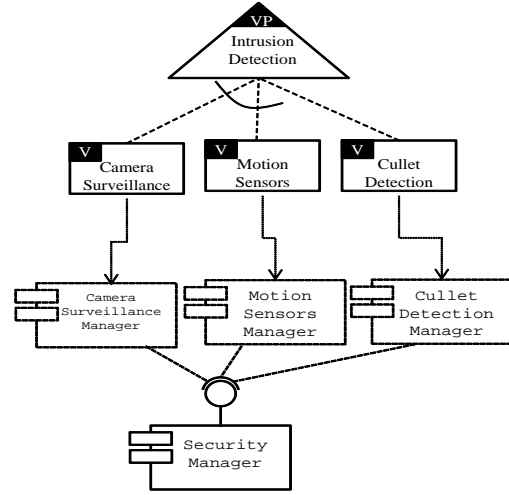 VP
Intrusion
Detection
V
Camera
Surveillance
V
Motion
Sensors
V
Cullet
Detection
Camera
Surveillance
Manager
Motion
Sensors
Manager
Cullet
Detection
Manager
Security
Manager